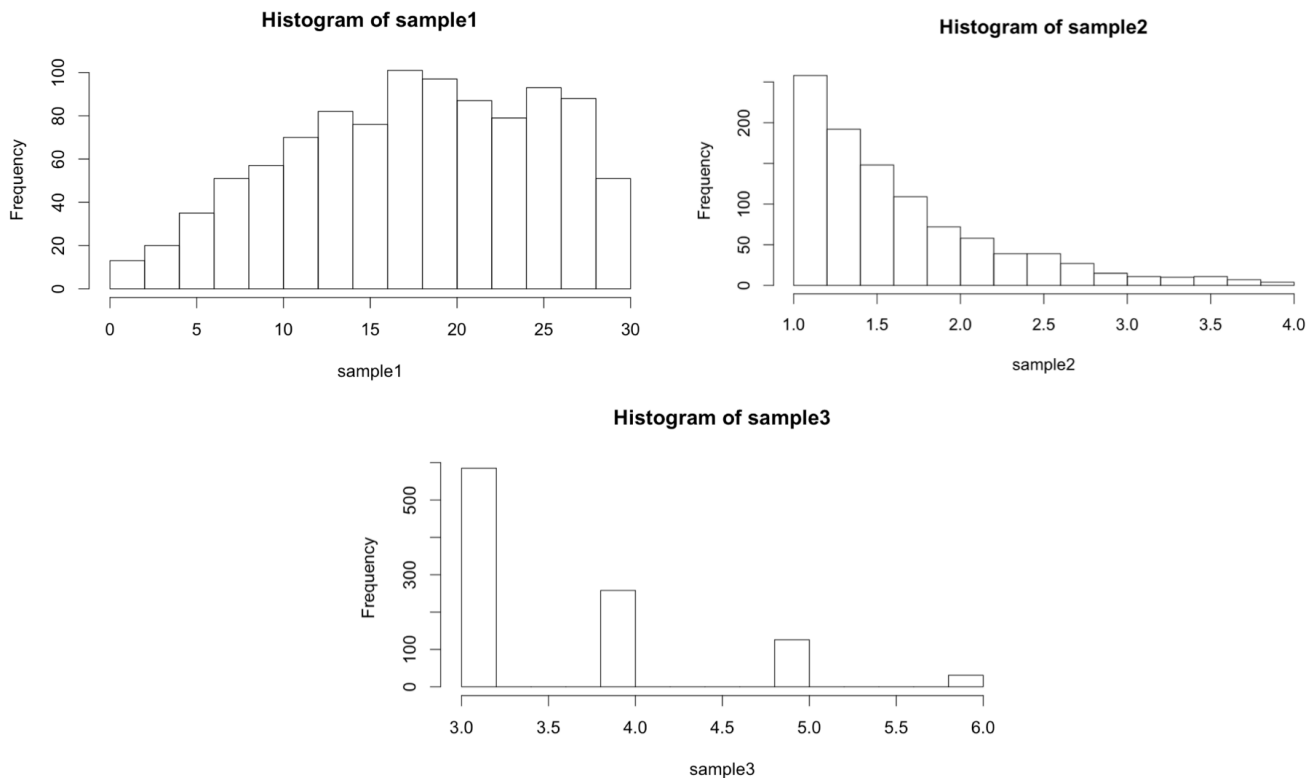 Histogram of sample1
Frequency
0 20 40 60 80 100
0 5 10 15 20 25 30
sample1
Histogram of sample2
Frequency
0 50 100 200
1.0 1.5 2.0 2.5 3.0 3.5 4.0
sample2
Histogram of sample3
Frequency
0 100 300 500
3.0 3.5 4.0 4.5 5.0 5.5 6.0
sample3